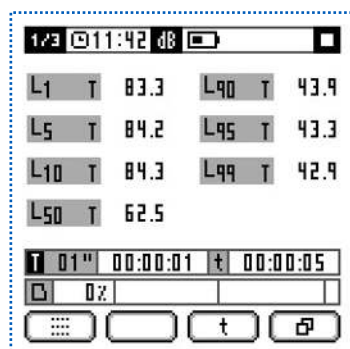 1/3 11:42 dB
L1 T 83.3 L90 T 43.9
L5 T 84.2 L95 T 43.3
L10 T 84.3 L99 T 42.9
L50 T 62.5
T 01" 00:00:01 t 00:00:05
0%
t